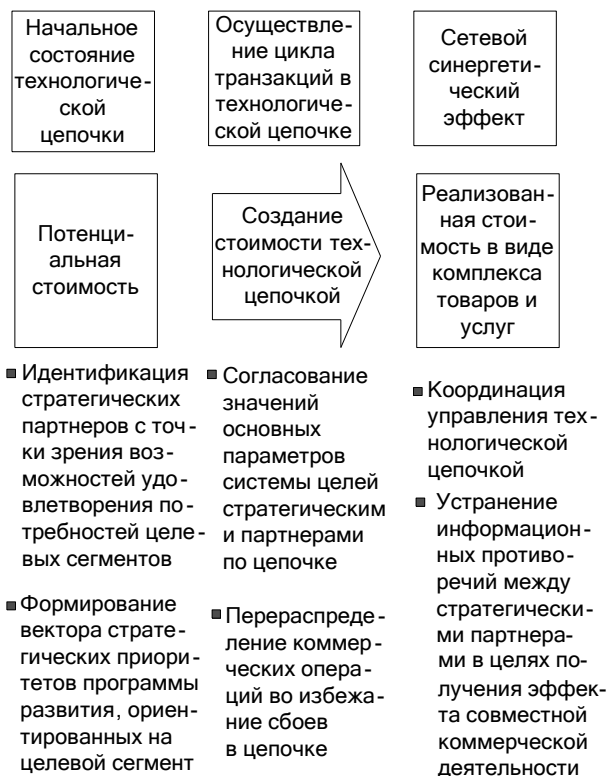 Начальное
состояние
технологиче-
ской
цепочки
Осуществле-
ние цикла
транзакций в
технологиче-
ской цепочке
Сетевой
синергети-
ческий
эффект
Потенци-
альная
стоимость
Создание
стоимости тех-
нологической
цепочкой
Реализован-
ная стои-
мость в виде
комплекса
товаров и
услуг
Идентификация
стратегических
партнеров с точ-
ки зрения воз-
можностей удо-
влетворения по-
требностей целе-
вых сегментов
Формирование
вектора страте-
гических приори-
тетов программы
развития, ориен-
тированных на
целевой сегмент
Согласование
значений
основных
параметров
системы целей
стратегическим
и партнерами
по цепочке
Перераспреде-
ление коммер-
ческих опера-
ций во избежа-
ние сбоев
в цепочке
Координация
управления тех-
нологической
цепочкой
Устранение
информацион-
ных противо-
речий между
стратегически-
ми партнера-
ми в целях по-
лучения эффек-
та совместной
коммерческой
деятельности